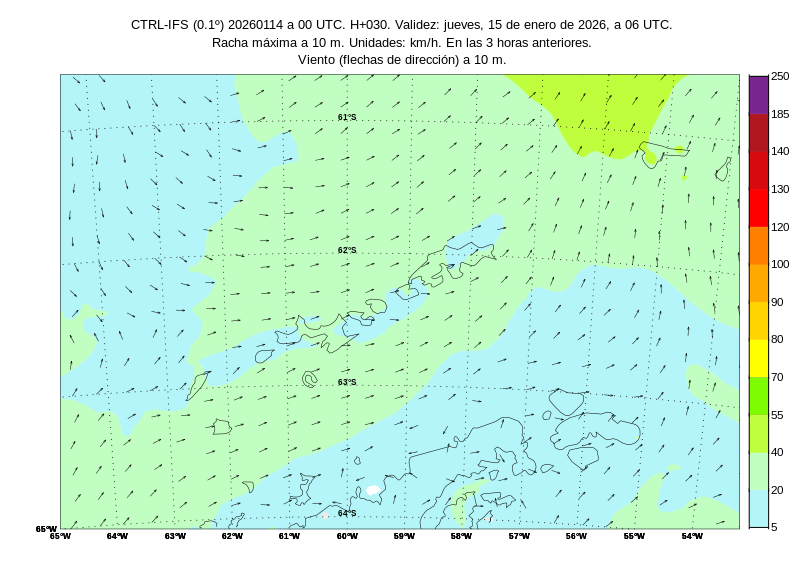 CTRL-IFS (0.1º) 20260114 a 00 UTC. H+030. Validez: jueves, 15 de enero de 2026, a 06 UTC.
Racha máxima a 10 m. Unidades: km/h. En las 3 horas anteriores.
Viento (flechas de dirección) a 10 m.
250
185
140
130
120
100
90
80
70
55
40
20
5
61°S
62°S
63°S
64°S
65°W
65°W 64°W 63°W 62°W 61°W 60°W 59°W 58°W 57°W 56°W 55°W 54°W